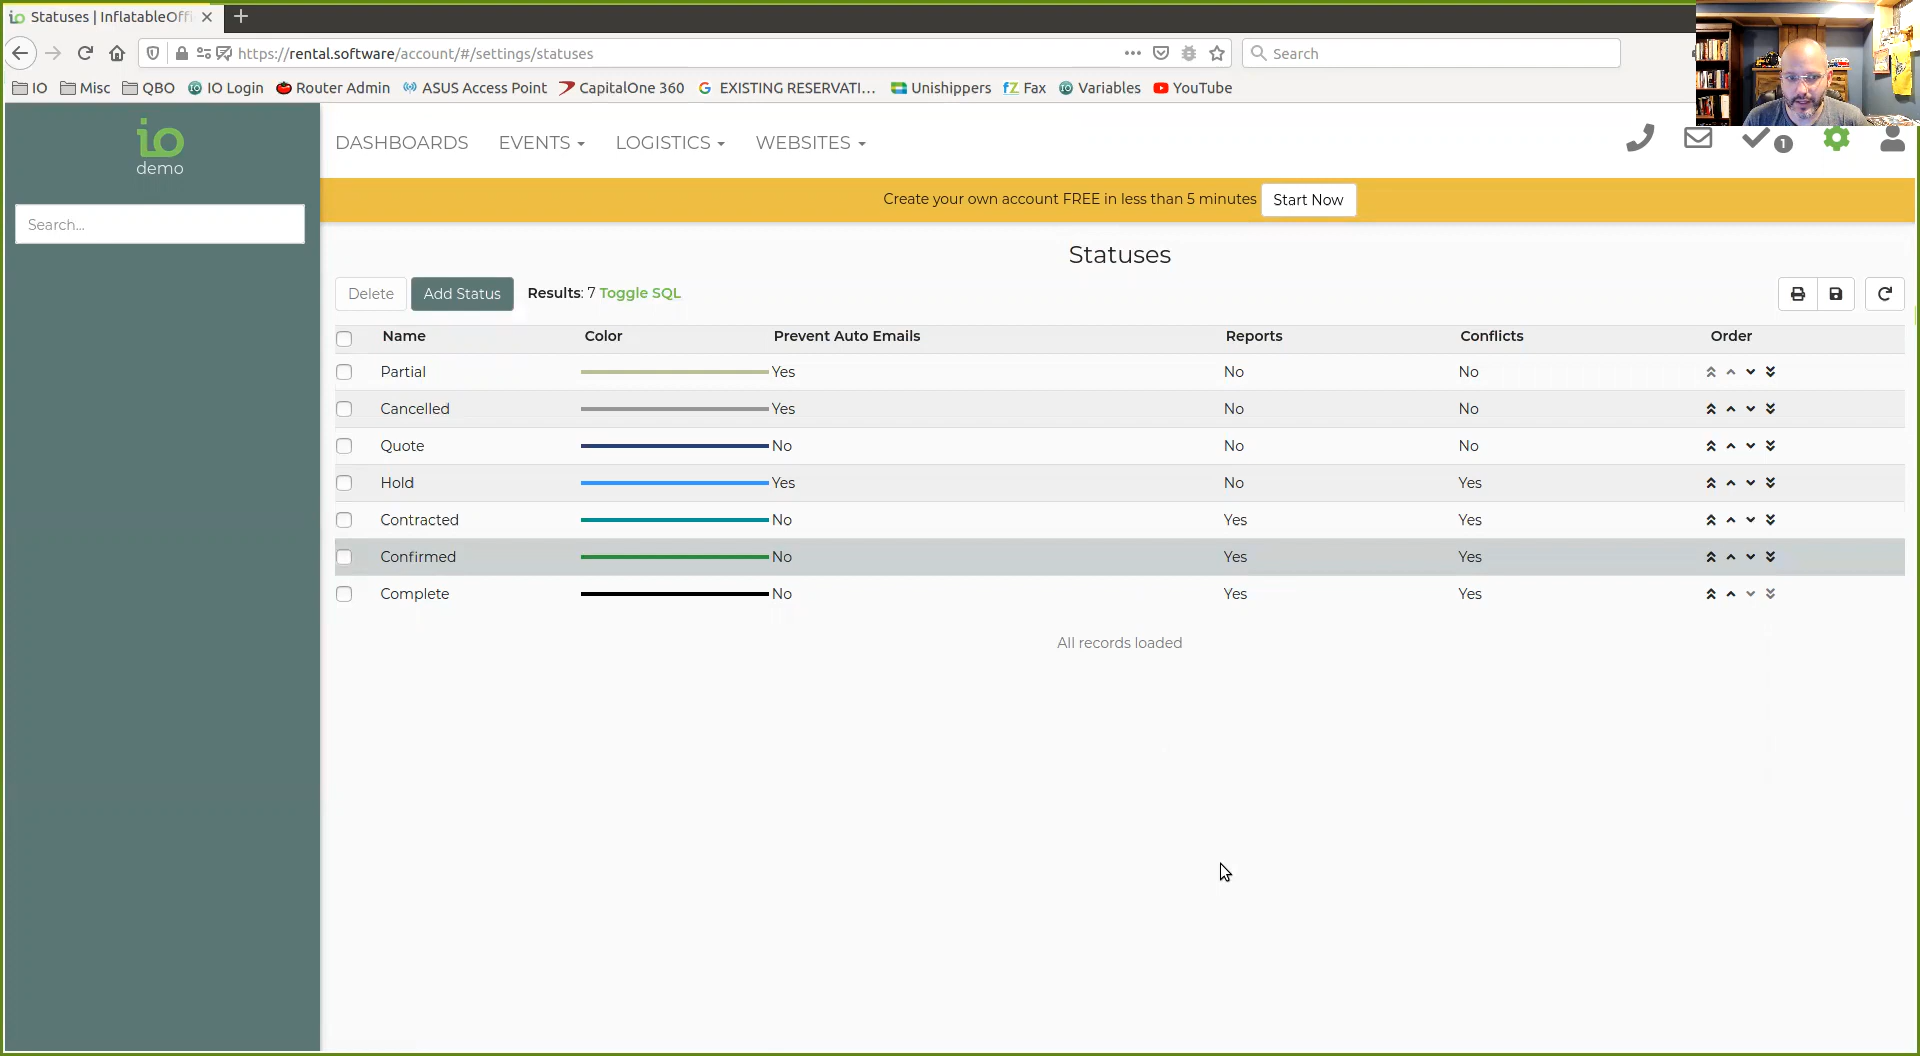 Statuses | InflatableOffi
https://rental.software/account/#/settings/statuses
Search
IO Misc QBO IO Login Router Admin ASUS Access Point CapitalOne 360 EXISTING RESERVATI... Unishippers Fax Variables YouTube
io
demo
DASHBOARDS EVENTS LOGISTICS WEBSITES
1
Search...
Create your own account FREE in less than 5 minutes Start Now
Statuses
Delete Add Status Results: 7 Toggle SQL
Name Color Prevent Auto Emails Reports Conflicts Order
Partial Yes No No
Cancelled Yes No No
Quote No No No
Hold Yes No Yes
Contracted No Yes Yes
Confirmed No Yes Yes
Complete No Yes Yes
All records loaded